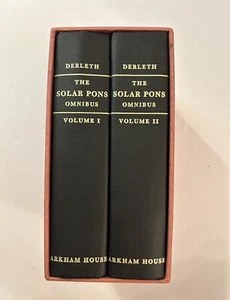 DERLETH
THE
SOLAR PONS
OMNIBUS
VOLUME I
ARKHAM HOUSE
DERLETH
THE
SOLAR PONS
OMNIBUS
VOLUME II
ARKHAM HOUSE